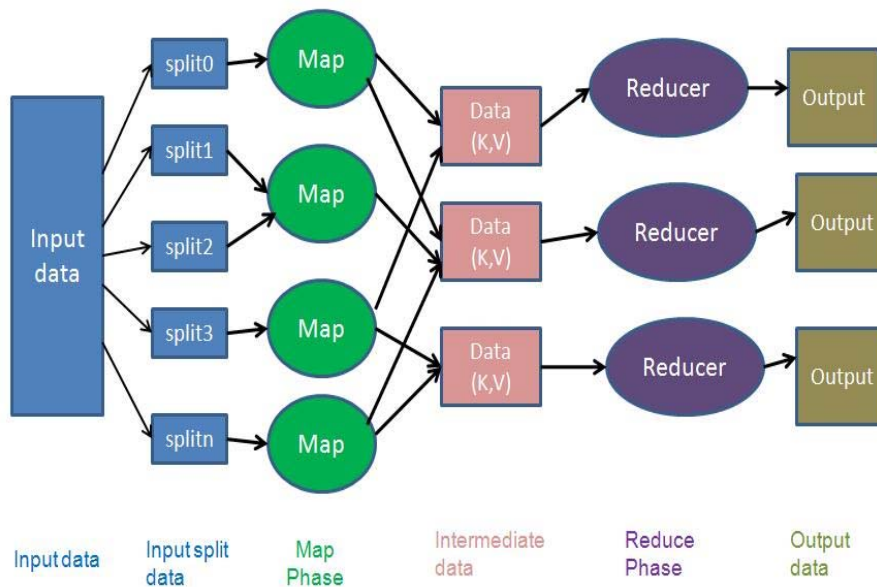 Input
data
split0
split1
split2
split3
splitn
Map
Map
Map
Map
Data
(K,V)
Data
(K,V)
Data
(K,V)
Reducer
Reducer
Reducer
Output
Output
Output
Input data
Input split
data
Map
Phase
Intermediate
data
Reduce
Phase
Output
data